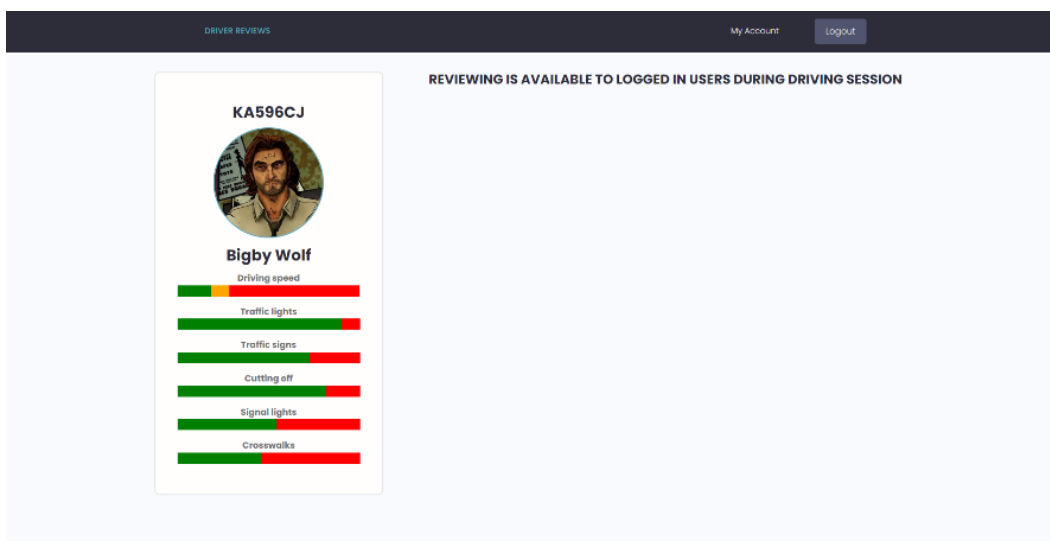 DRIVER REVIEWS
My Account
Logout
KA596CJ
Bigby Wolf
Driving speed
Traffic lights
Traffic signs
Cutting off
Signal lights
Crosswalks
REVIEWING IS AVAILABLE TO LOGGED IN USERS DURING DRIVING SESSION